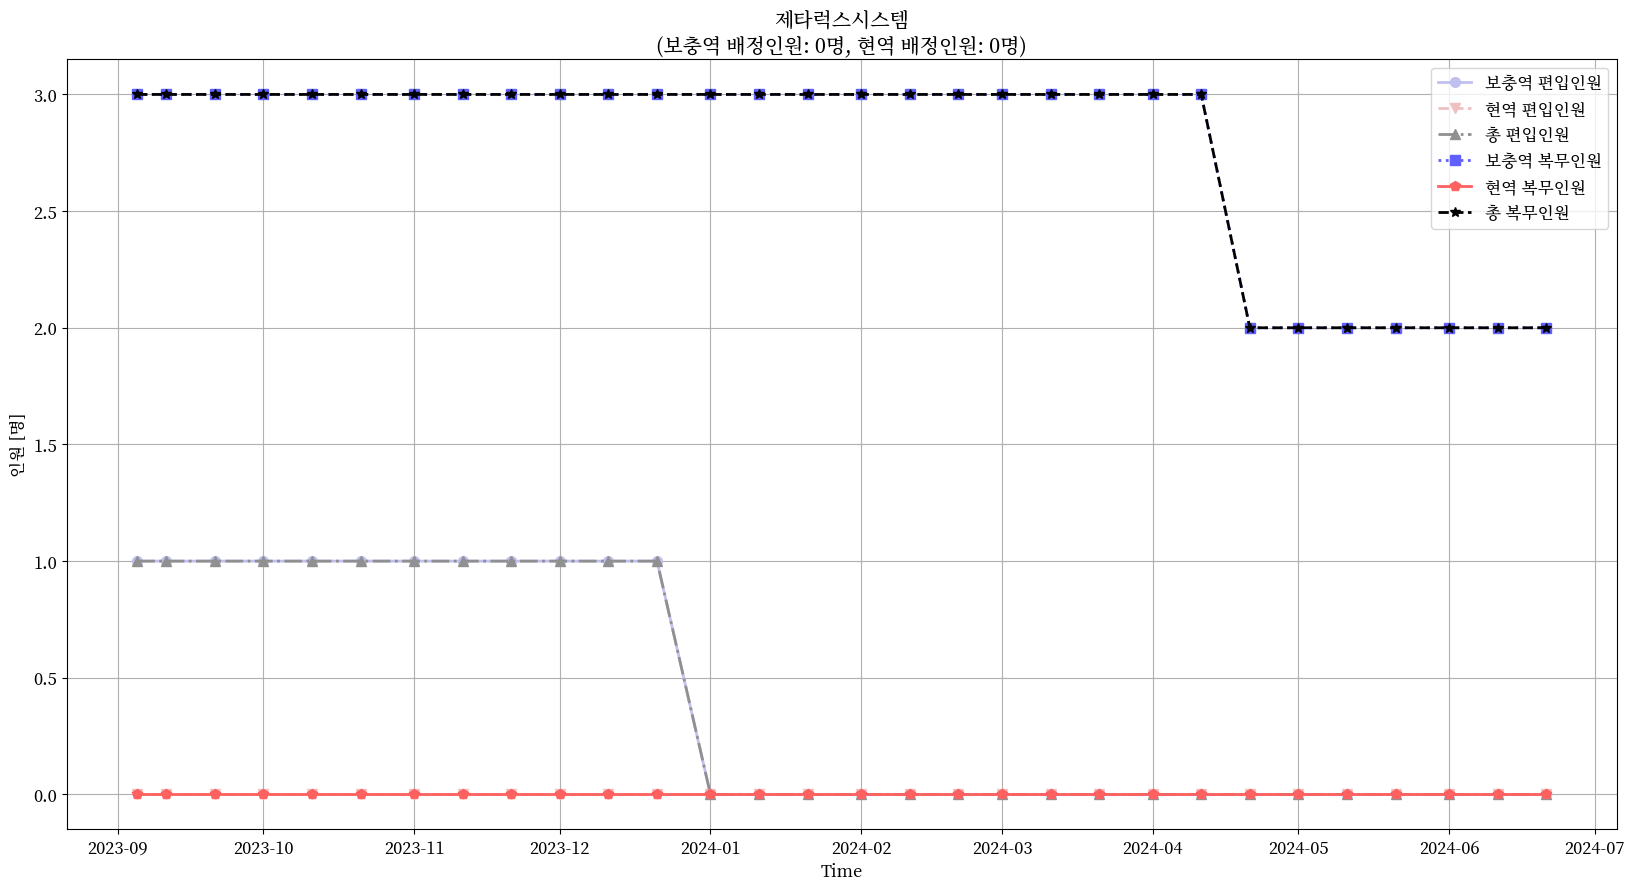 제타럭스시스템
(보충역 배정인원: 0명, 현역 배정인원: 0명)
보충역 편입인원
현역 편입인원
총 편입인원
보충역 복무인원
현역 복무인원
총 복무인원
인원 [명]
3.0
2.5
2.0
1.5
1.0
0.5
0.0
2023-09
2023-10
2023-11
2023-12
2024-01
2024-02
2024-03
2024-04
2024-05
2024-06
2024-07
Time